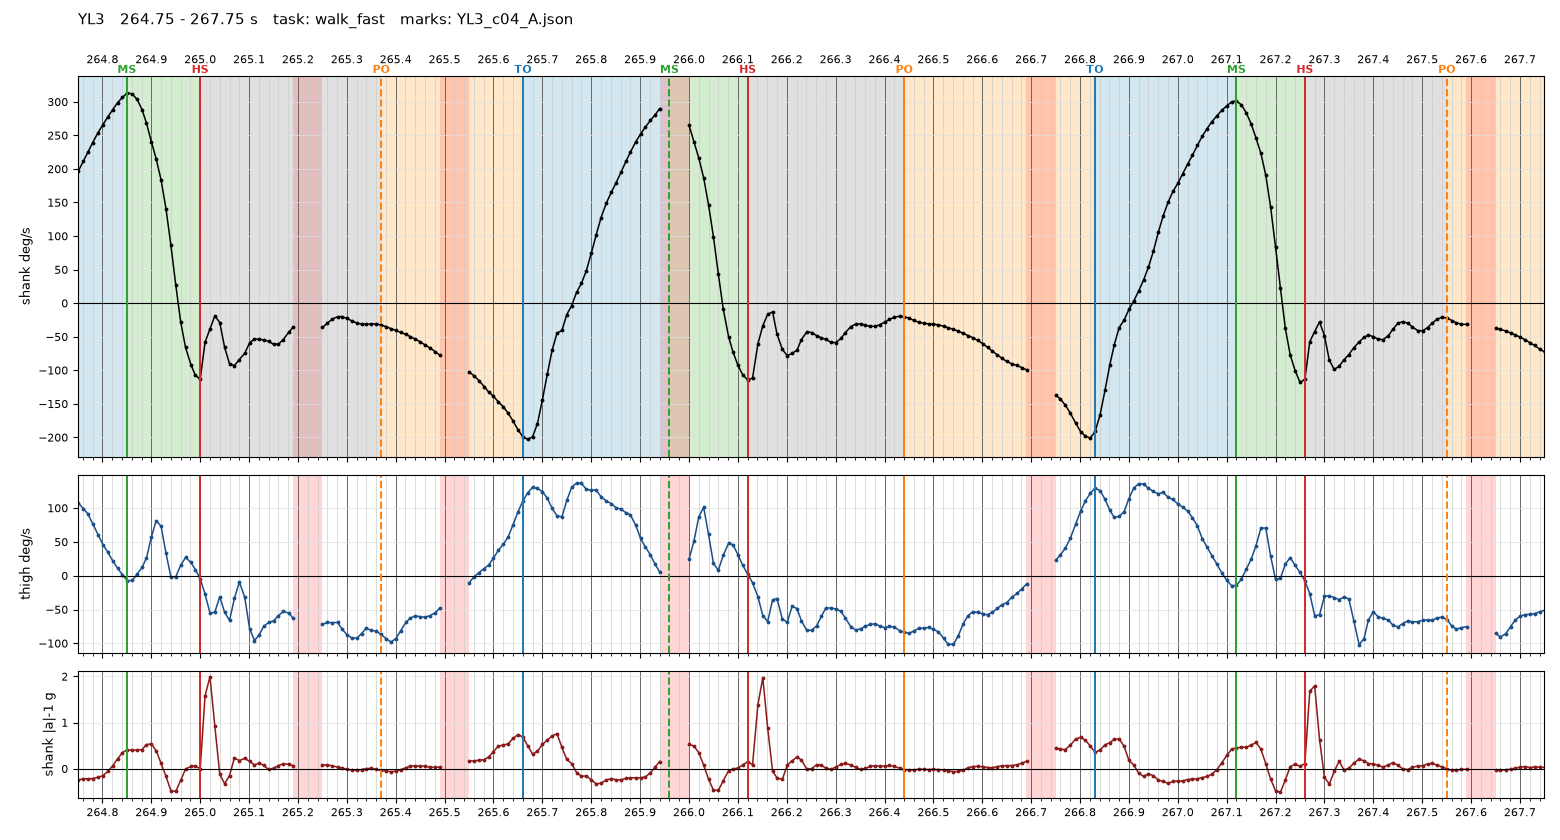 YL3   264.75 - 267.75 s   task: walk_fast   marks: YL3_c04_A.json
264.8 264.9 265.0 265.1 265.2 265.3 265.4 265.5 265.6 265.7 265.8 265.9 266.0 266.1 266.2 266.3 266.4 266.5 266.6 266.7 266.8 266.9 267.0 267.1 267.2 267.3 267.4 267.5 267.6 267.7
MS HS PO TO MS HS PO TO MS HS PO
shank deg/s
300
250
200
150
100
50
0
−50
−100
−150
−200
thigh deg/s
100
50
0
−50
−100
shank |a|-1 g
2
1
0
264.8 264.9 265.0 265.1 265.2 265.3 265.4 265.5 265.6 265.7 265.8 265.9 266.0 266.1 266.2 266.3 266.4 266.5 266.6 266.7 266.8 266.9 267.0 267.1 267.2 267.3 267.4 267.5 267.6 267.7